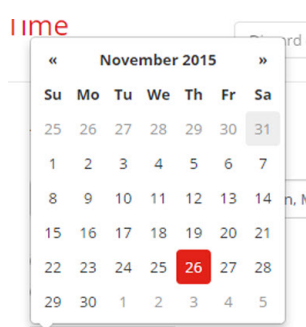 Time
« November 2015 »
Su Mo Tu We Th Fr Sa
25 26 27 28 29 30 31
1 2 3 4 5 6 7
8 9 10 11 12 13 14
15 16 17 18 19 20 21
22 23 24 25 26 27 28
29 30 1 2 3 4 5